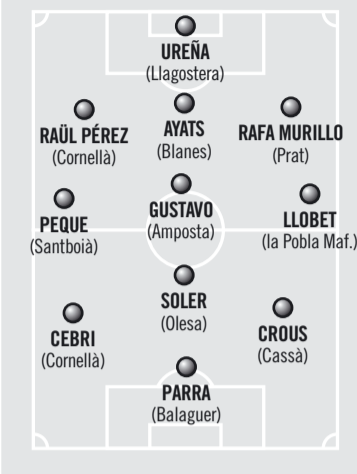 UREÑA
(Llagostera)
RAÜL PÉREZ
(Cornellà)
AYATS
(Blanes)
RAFA MURILLO
(Prat)
PEQUE
(Santboià)
GUSTAVO
(Amposta)
LLOBET
(la Pobla Maf.)
SOLER
(Olesa)
CEBRI
(Cornellà)
CROUS
(Cassà)
PARRA
(Balaguer)